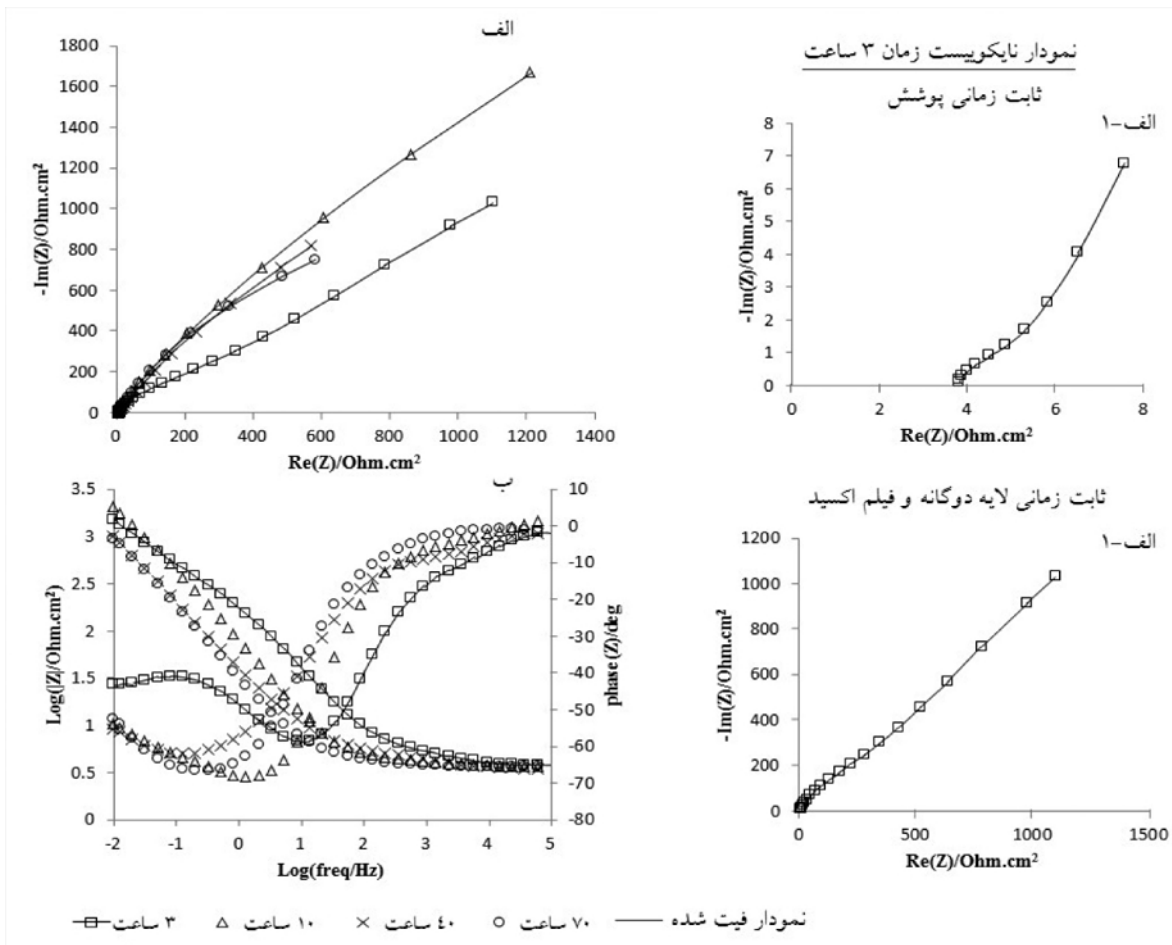 الف
1800
1600
1400
1200
1000
800
600
400
200
0
-Im(Z)/Ohm.cm²
0 200 400 600 800 1000 1200 1400
Re(Z)/Ohm.cm²
نمودار نایکوییست زمان ۳ ساعت
ثابت زمانی پوشش
الف-۱
8
7
6
5
4
3
2
1
0
-Im(Z)/Ohm.cm²
0 2 4 6 8
Re(Z)/Ohm.cm²
ب
3.5
3
2.5
2
1.5
1
0.5
0
Log(|Z|/Ohm.cm²)
10
0
-10
-20
-30
-40
-50
-60
-70
-80
phase (Z)/deg
-2 -1 0 1 2 3 4 5
Log(freq/Hz)
ثابت زمانی لایه دوگانه و فیلم اکسید
الف-۱
1200
1000
800
600
400
200
0
-Im(Z)/Ohm.cm²
0 500 1000 1500
Re(Z)/Ohm.cm²
۳ ساعت ۱۰ ساعت ٤۰ ساعت ۷۰ ساعت نمودار فیت شده